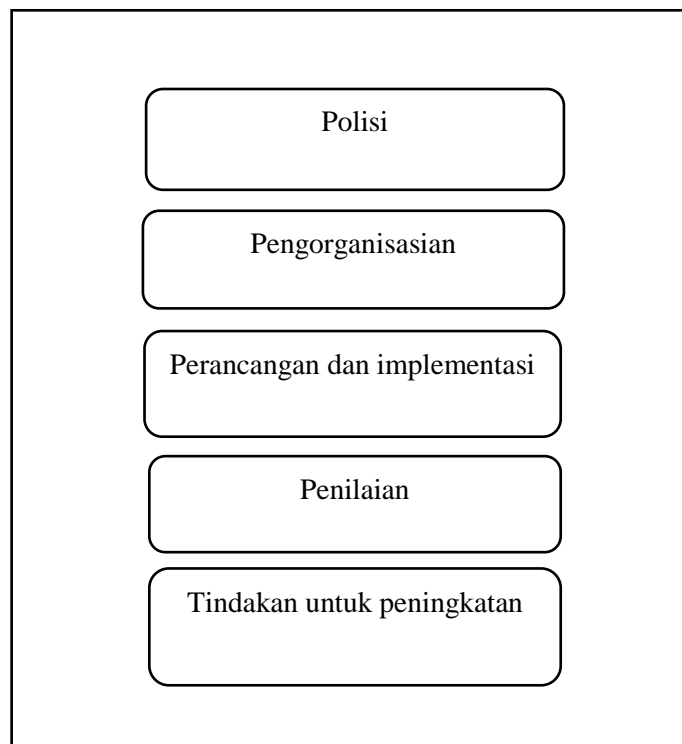 Polisi
Pengorganisasian
Perancangan dan implementasi
Penilaian
Tindakan untuk peningkatan